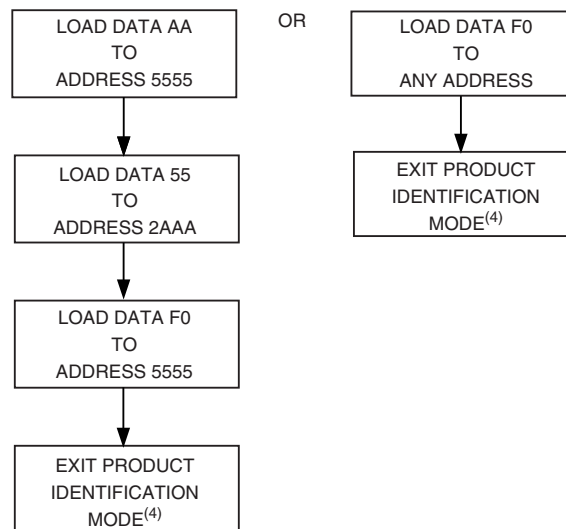 LOAD DATA AA
TO
ADDRESS 5555
LOAD DATA 55
TO
ADDRESS 2AAA
LOAD DATA F0
TO
ADDRESS 5555
EXIT PRODUCT
IDENTIFICATION
MODE(4)
OR
LOAD DATA F0
TO
ANY ADDRESS
EXIT PRODUCT
IDENTIFICATION
MODE(4)